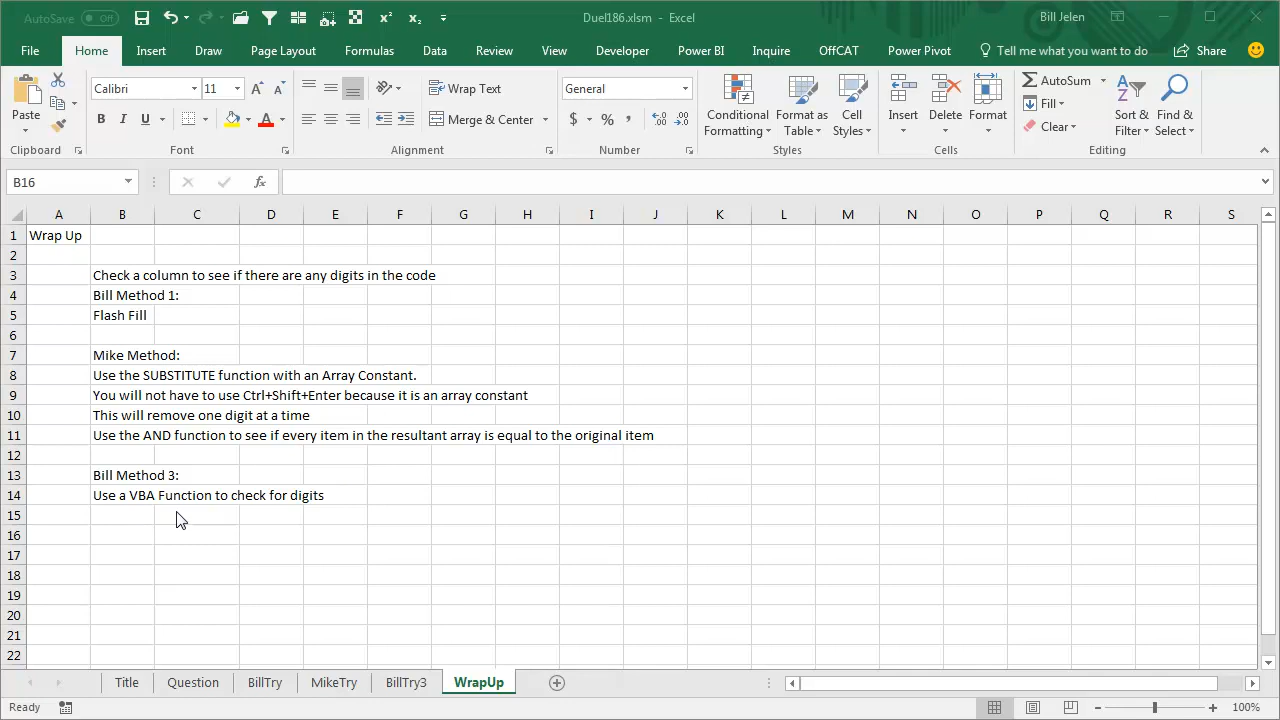 AutoSave Off
Duel186.xlsm - Excel
Bill Jelen
File Home Insert Draw Page Layout Formulas Data Review View Developer Power BI Inquire OffCAT Power Pivot Tell me what you want to do Share
Paste
Clipboard
Calibri 11
B I U
Font
Wrap Text
Merge & Center
Alignment
General
$ % ,
Number
Conditional Formatting
Format as Table
Cell Styles
Styles
Insert Delete Format
Cells
AutoSum
Fill
Clear
Sort & Filter
Find & Select
Editing
B16
fx
A B C D E F G H I J K L M N O P Q R S
1 Wrap Up
2
3 Check a column to see if there are any digits in the code
4 Bill Method 1:
5 Flash Fill
6
7 Mike Method:
8 Use the SUBSTITUTE function with an Array Constant.
9 You will not have to use Ctrl+Shift+Enter because it is an array constant
10 This will remove one digit at a time
11 Use the AND function to see if every item in the resultant array is equal to the original item
12
13 Bill Method 3:
14 Use a VBA Function to check for digits
15
16
17
18
19
20
21
22
Title Question BillTry MikeTry BillTry3 WrapUp
Ready
100%